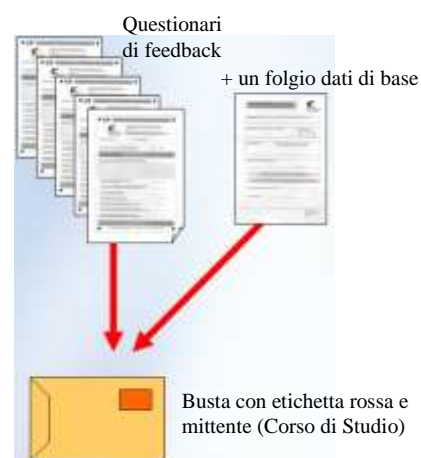 Questionari
di feedback
+ un folgio dati di base
Busta con etichetta rossa e
mittente (Corso di Studio)